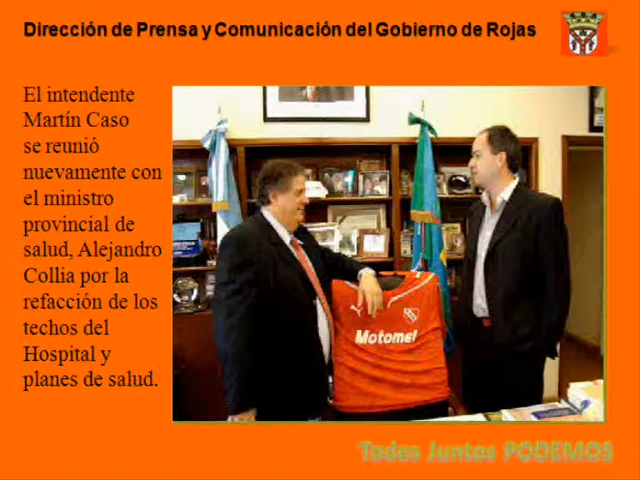 Dirección de Prensa y Comunicación del Gobierno de Rojas
El intendente
Martín Caso
se reunió
nuevamente con
el ministro
provincial de
salud, Alejandro
Collia por la
refacción de los
techos del
Hospital y
planes de salud.
Motomel
Todos Juntos PODEMOS